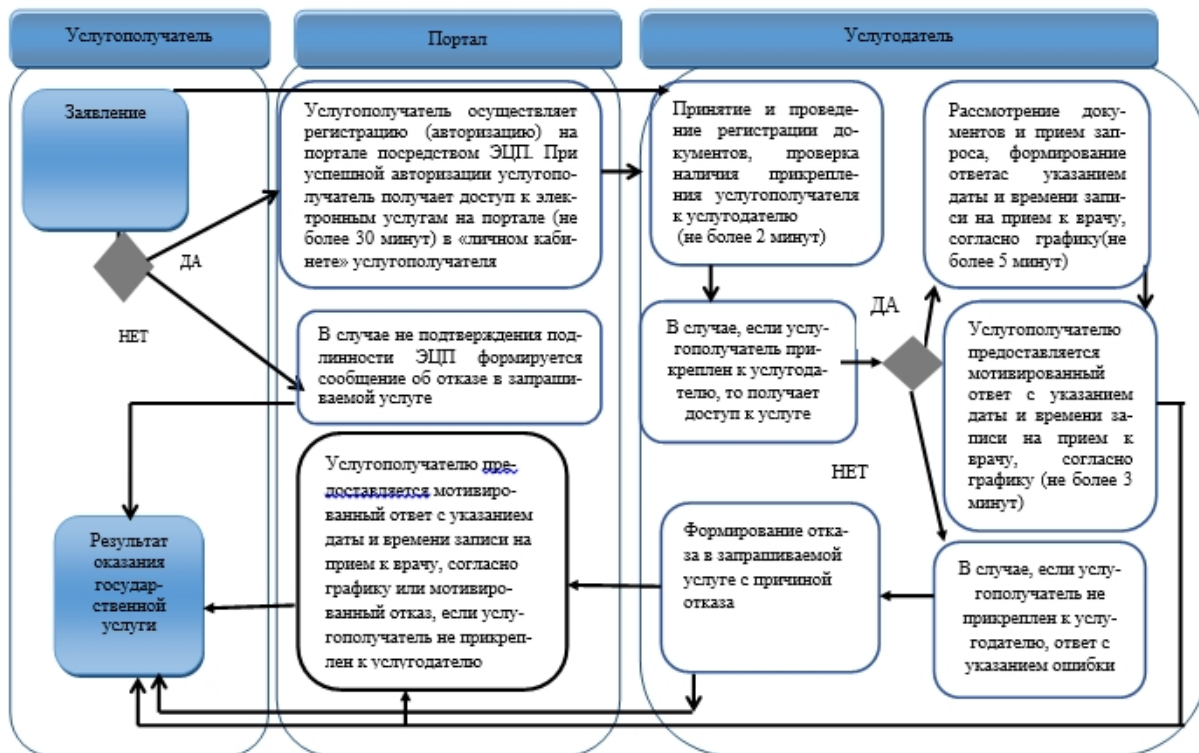 Услугополучатель
Портал
Услугодатель
Заявление
ДА
НЕТ
Результат
оказания
государ-
ственной
услуги
Услугополучатель осуществляет
регистрацию (авторизацию) на
портале посредством ЭЦП. При
успешной авторизации услугопо-
лучатель получает доступ к элек-
тронным услугам на портале (не
более 30 минут) в «личном каби-
нете» услугополучателя
В случае не подтверждения под-
линности ЭЦП формируется
сообщение об отказе в запраши-
ваемой услуге
Услугополучателю пре-
доставляется мотивиро-
ванный ответ с указанием
даты и времени записи на
прием к врачу, согласно
графику или мотивиро-
ванный отказ, если услу-
гополучатель не прикреп-
лен к услугодателю
Принятие и проведе-
ние регистрации до-
кументов, проверка
наличия прикрепле-
ния услугополучателя
к услугодателю
(не более 2 минут)
В случае, если услу-
гополучатель при-
креплен к услугода-
телю, то получает
доступ к услуге
ДА
НЕТ
Рассмотрение доку-
ментов и прием зап-
роса, формирование
ответас указанием
даты и времени запи-
си на прием к врачу,
согласно графику(не
более 5 минут)
Услугополучателю
предоставляется
мотивированный
ответ с указанием
даты и времени за-
писи на прием к
врачу, согласно
графику (не более 3
минут)
Формирование отка-
за в запрашиваемой
услуге с причиной
отказа
В случае, если услу-
гополучатель не
прикреплен к услу-
годателю, ответ с
указанием ошибки